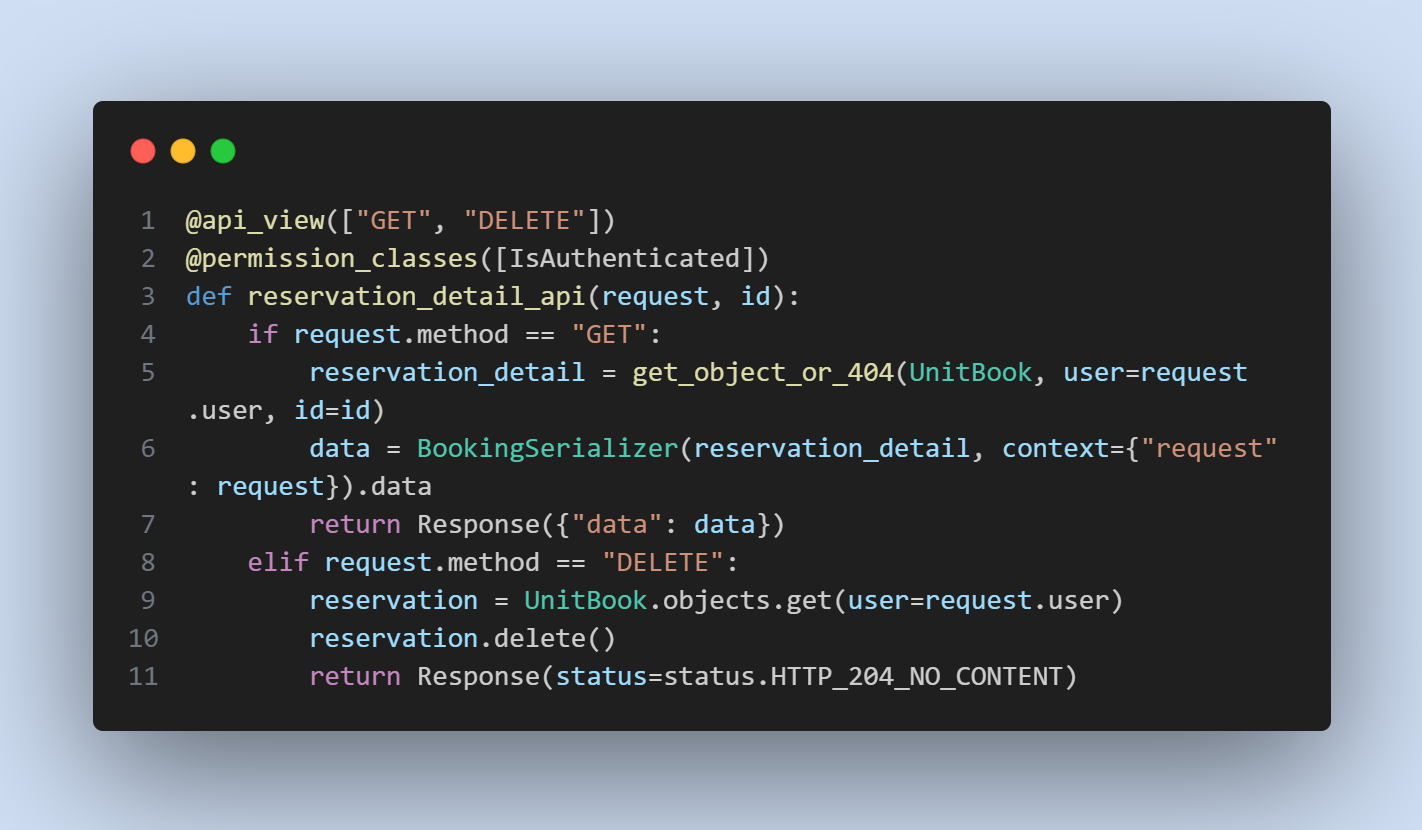 1 @api_view(["GET", "DELETE"])
2 @permission_classes([IsAuthenticated])
3 def reservation_detail_api(request, id):
4     if request.method == "GET":
5         reservation_detail = get_object_or_404(UnitBook, user=request
.user, id=id)
6         data = BookingSerializer(reservation_detail, context={"request"
: request}).data
7         return Response({"data": data})
8     elif request.method == "DELETE":
9         reservation = UnitBook.objects.get(user=request.user)
10         reservation.delete()
11         return Response(status=status.HTTP_204_NO_CONTENT)